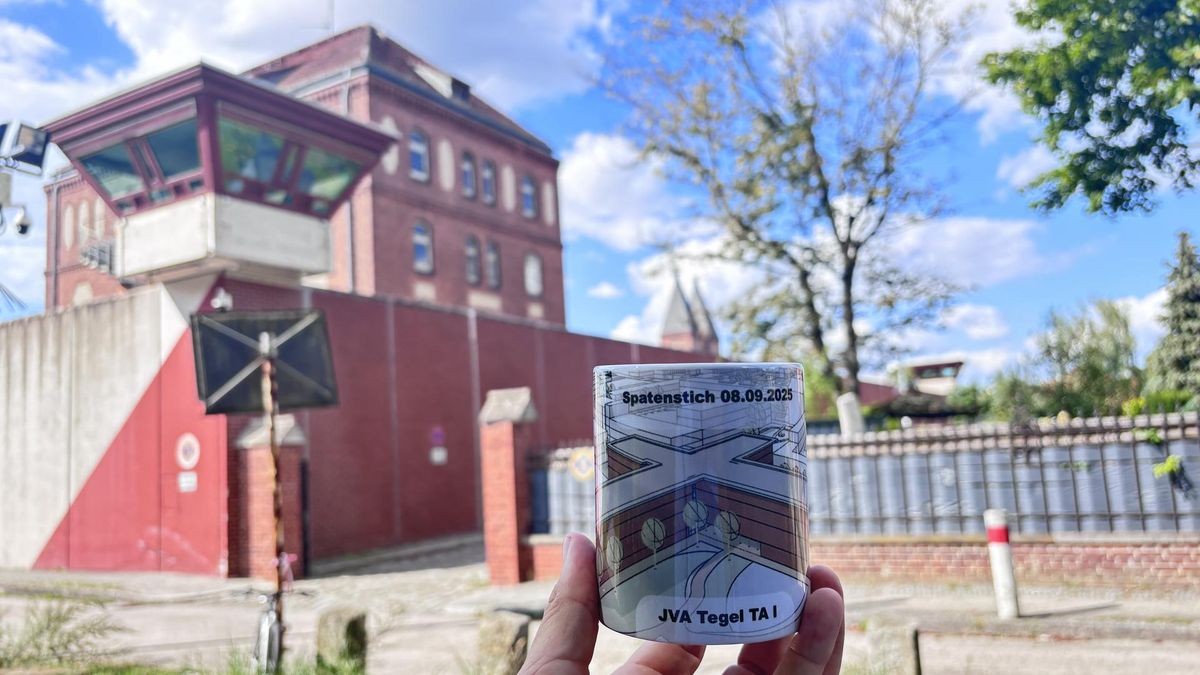 Spatenstich 08.09.2025
JVA Tegel TA I